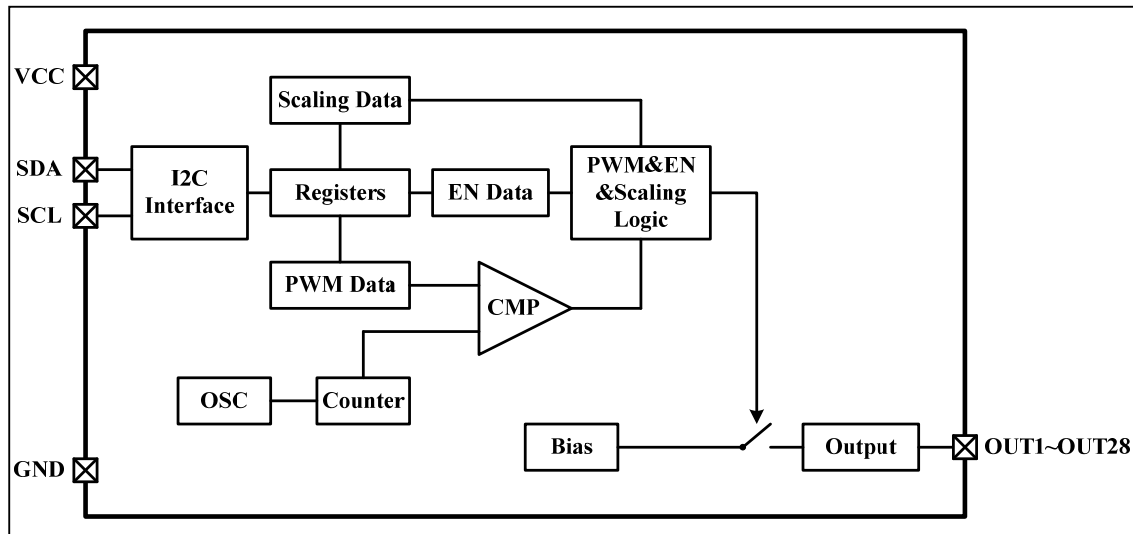 VCC
Scaling Data
SDA
I2C
Interface
Registers
EN Data
PWM&EN
&Scaling
Logic
SCL
PWM Data
CMP
OSC
Counter
Bias
Output
OUT1~OUT28
GND